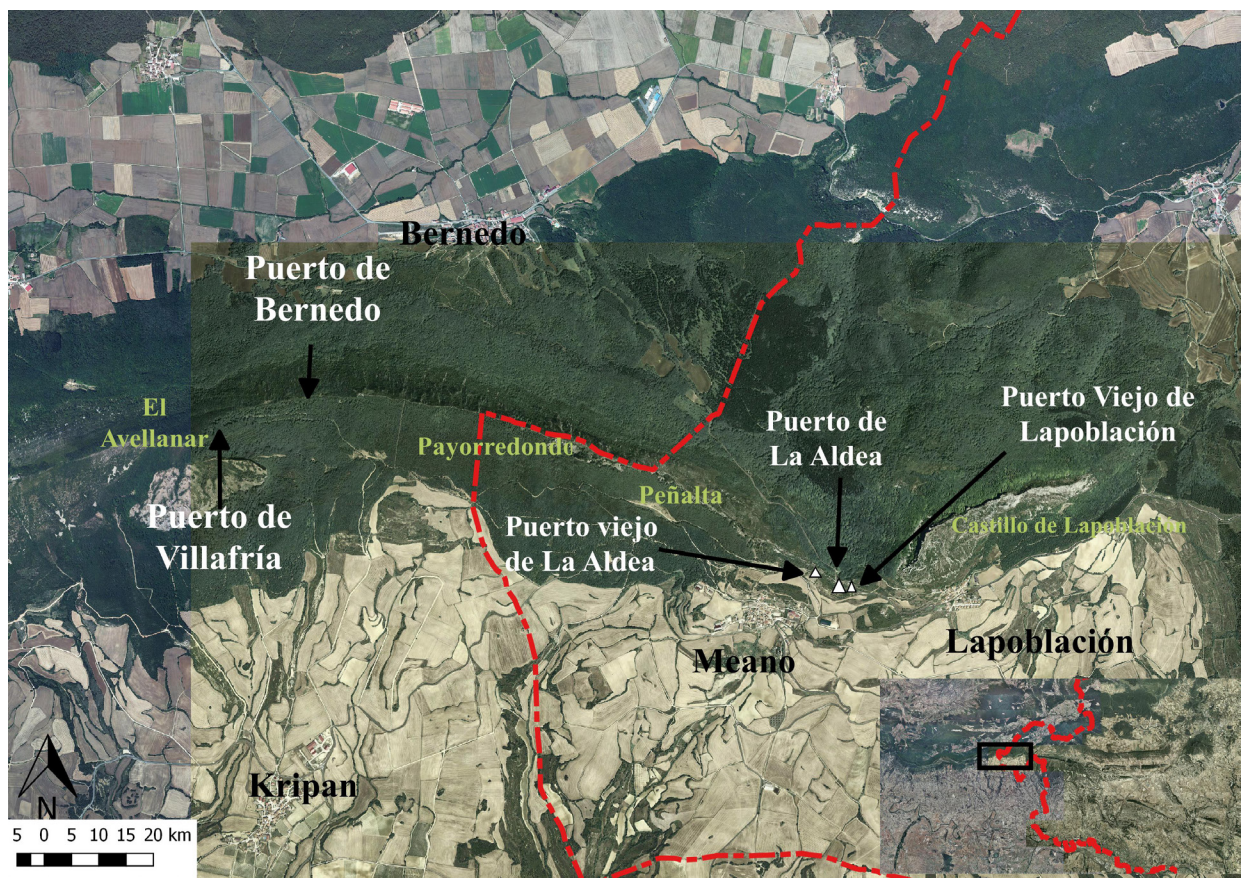 Bernedo
Puerto de
Bernedo
El
Avellanar
Payorredondo
Puerto de
Villafría
Puerto de
La Aldea
Puerto Viejo de
Lapoblación
Peñalta
Puerto viejo
de La Aldea
Castillo de Lapoblación
Meano
Lapoblación
Kripan
N
5 0 5 10 15 20 km